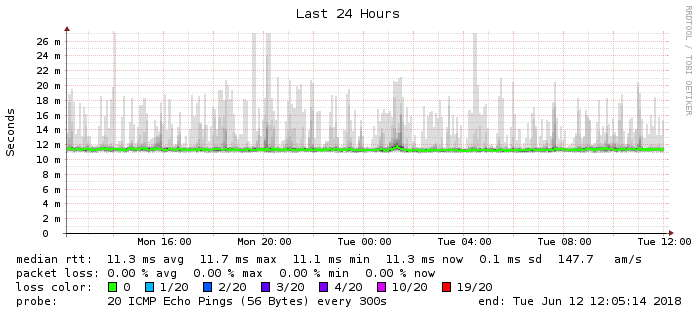 Last 24 Hours
RRDTOOL / TOBI OETIKER
Seconds
26 m
24 m
22 m
20 m
18 m
16 m
14 m
12 m
10 m
8 m
6 m
4 m
2 m
0
Mon 16:00 Mon 20:00 Tue 00:00 Tue 04:00 Tue 08:00 Tue 12:00
median rtt: 11.3 ms avg 11.7 ms max 11.1 ms min 11.3 ms now 0.1 ms sd 147.7 am/s
packet loss: 0.00 % avg 0.00 % max 0.00 % min 0.00 % now
loss color: 0 1/20 2/20 3/20 4/20 10/20 19/20
probe: 20 ICMP Echo Pings (56 Bytes) every 300s end: Tue Jun 12 12:05:14 2018